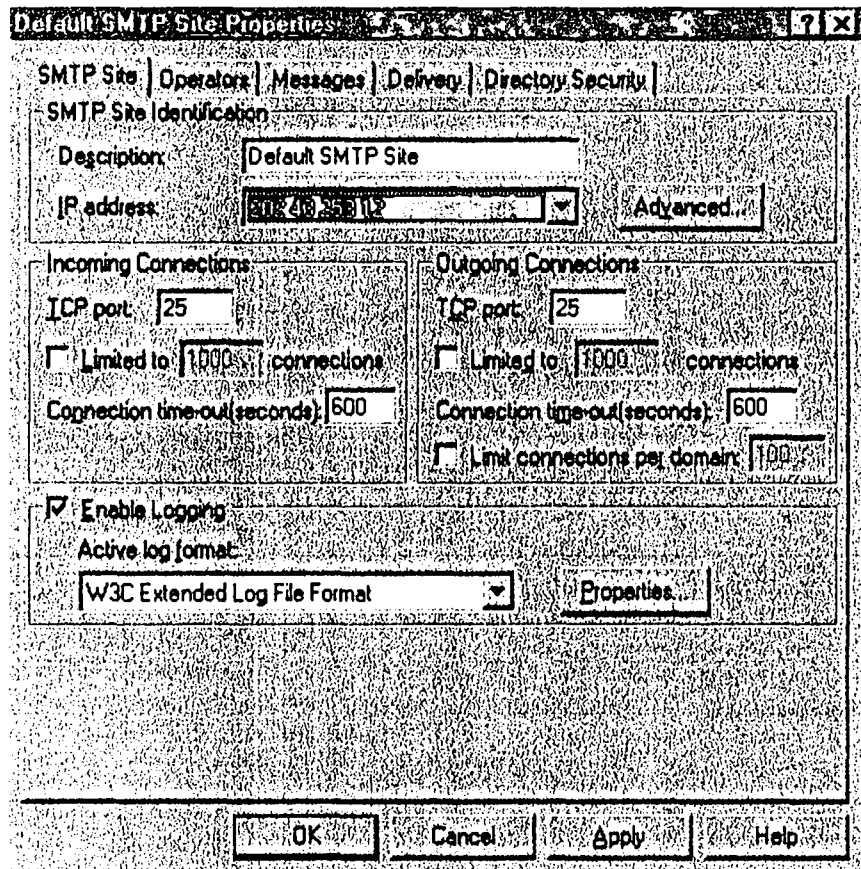 Default SMTP Site Properties
SMTP Site Operators Messages Delivery Directory Security
SMTP Site Identification
Description: Default SMTP Site
IP address: Advanced...
Incoming Connections
TCP port: 25
Limited to 1000 connections
Connection time-out(seconds): 600
Outgoing Connections
TCP port: 25
Limited to 1000 connections
Connection time-out(seconds): 600
Limit connections per domain: 100
Enable Logging
Active log format:
W3C Extended Log File Format Properties...
OK Cancel Apply Help